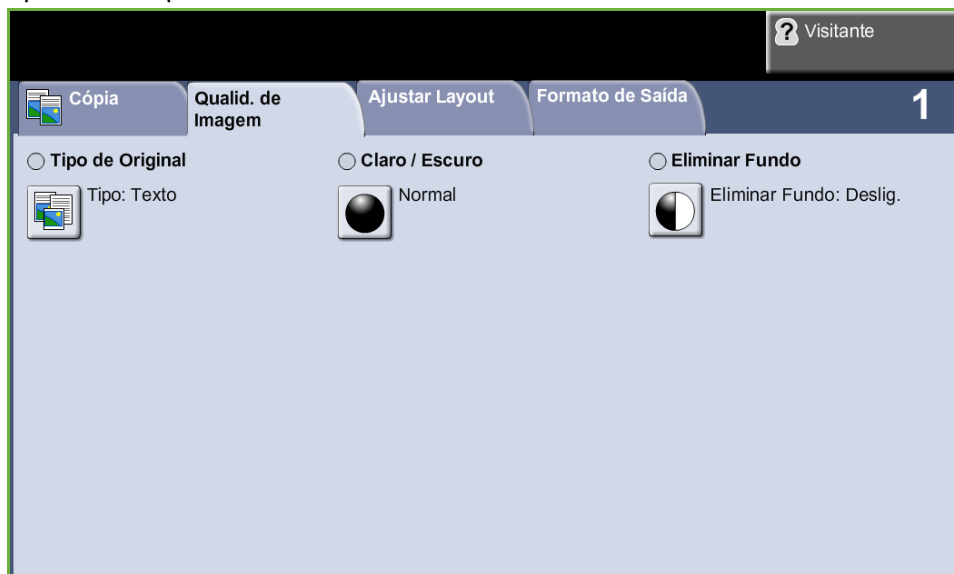 ? Visitante
Cópia
Qualid. de
Imagem
Ajustar Layout
Formato de Saída
1
Tipo de Original
Claro / Escuro
Eliminar Fundo
Tipo: Texto
Normal
Eliminar Fundo: Deslig.